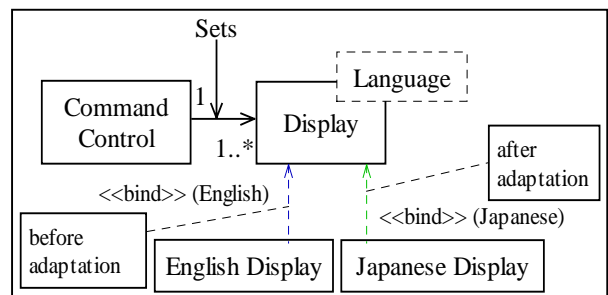 Sets
Language
Command
Control
1
Display
1..*
after
adaptation
<<bind>> (English)
<<bind>> (Japanese)
before
adaptation
English Display
Japanese Display